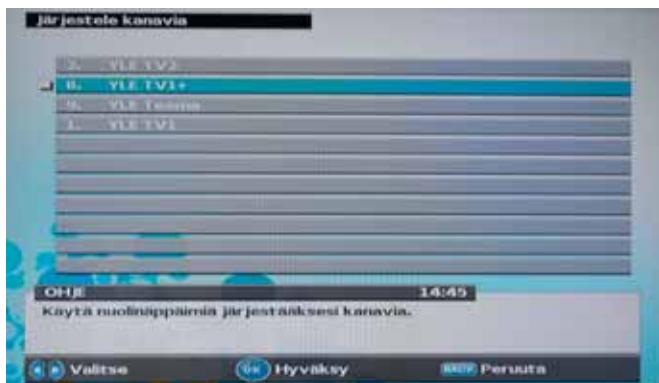 Järjestele kanavia
2. YLE TV2
8. YLE TV1+
9. YLE Teema
1. YLE TV1
OHJE 14:45
Käytä nuolinäppäimiä järjestääksesi kanavia.
Valitse OK Hyväksy BACK Peruuta